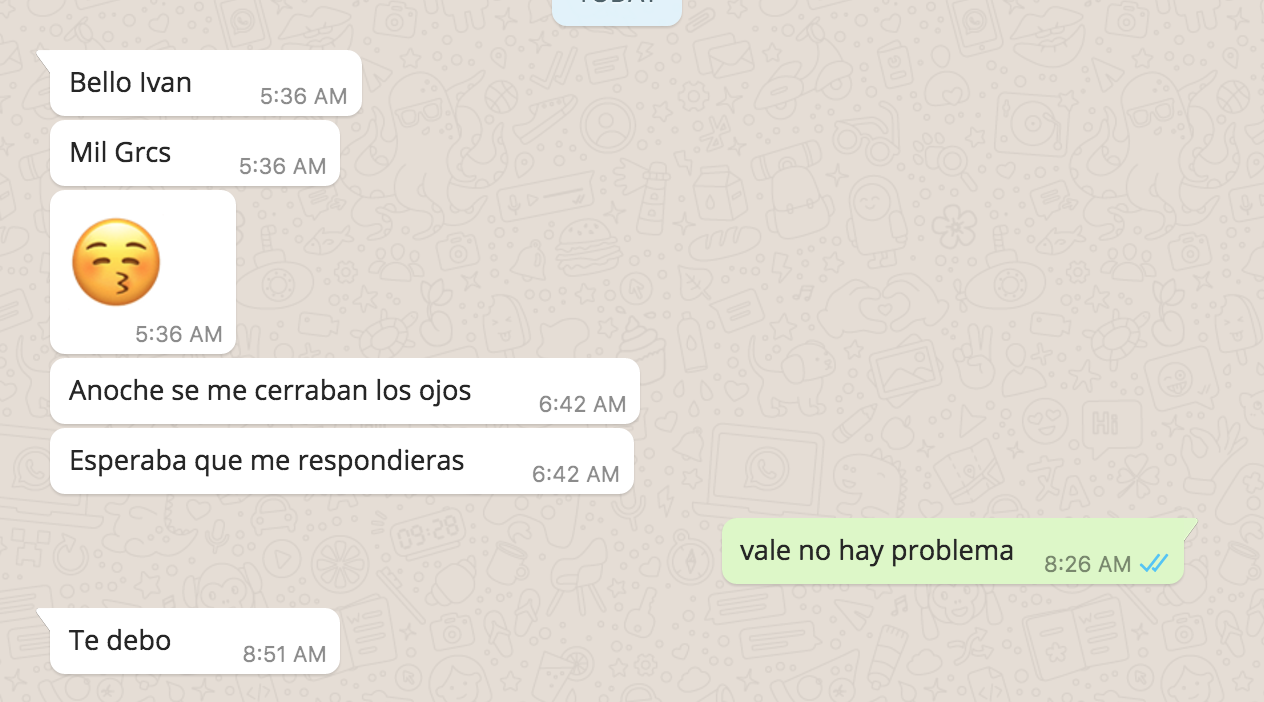 TODAY
Bello Ivan
5:36 AM
Mil Grcs
5:36 AM
5:36 AM
Anoche se me cerraban los ojos
6:42 AM
Esperaba que me respondieras
6:42 AM
vale no hay problema
8:26 AM
Te debo
8:51 AM